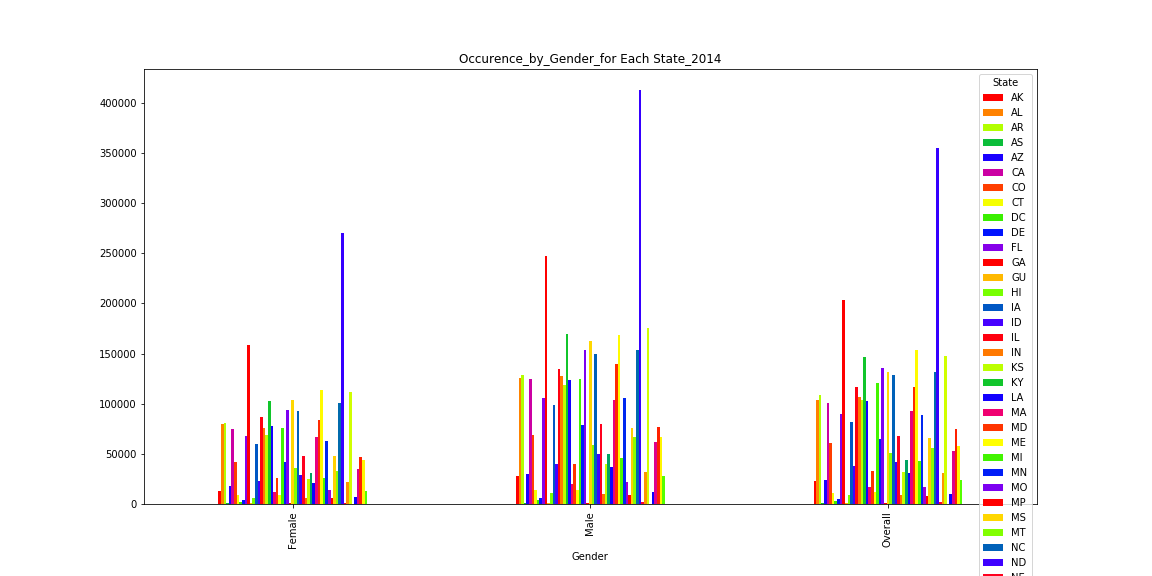 Occurence_by_Gender_for Each State_2014
400000
350000
300000
250000
200000
150000
100000
50000
0
Female
Male
Overall
Gender
State
AK
AL
AR
AS
AZ
CA
CO
CT
DC
DE
FL
GA
GU
HI
IA
ID
IL
IN
KS
KY
LA
MA
MD
ME
MI
MN
MO
MP
MS
MT
NC
ND